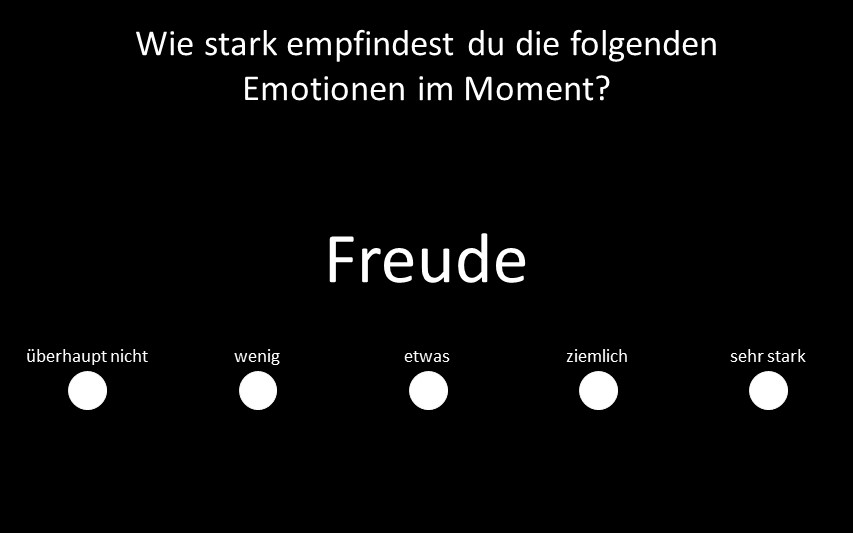 Wie stark empfindest du die folgenden
Emotionen im Moment?
Freude
überhaupt nicht wenig etwas ziemlich sehr stark